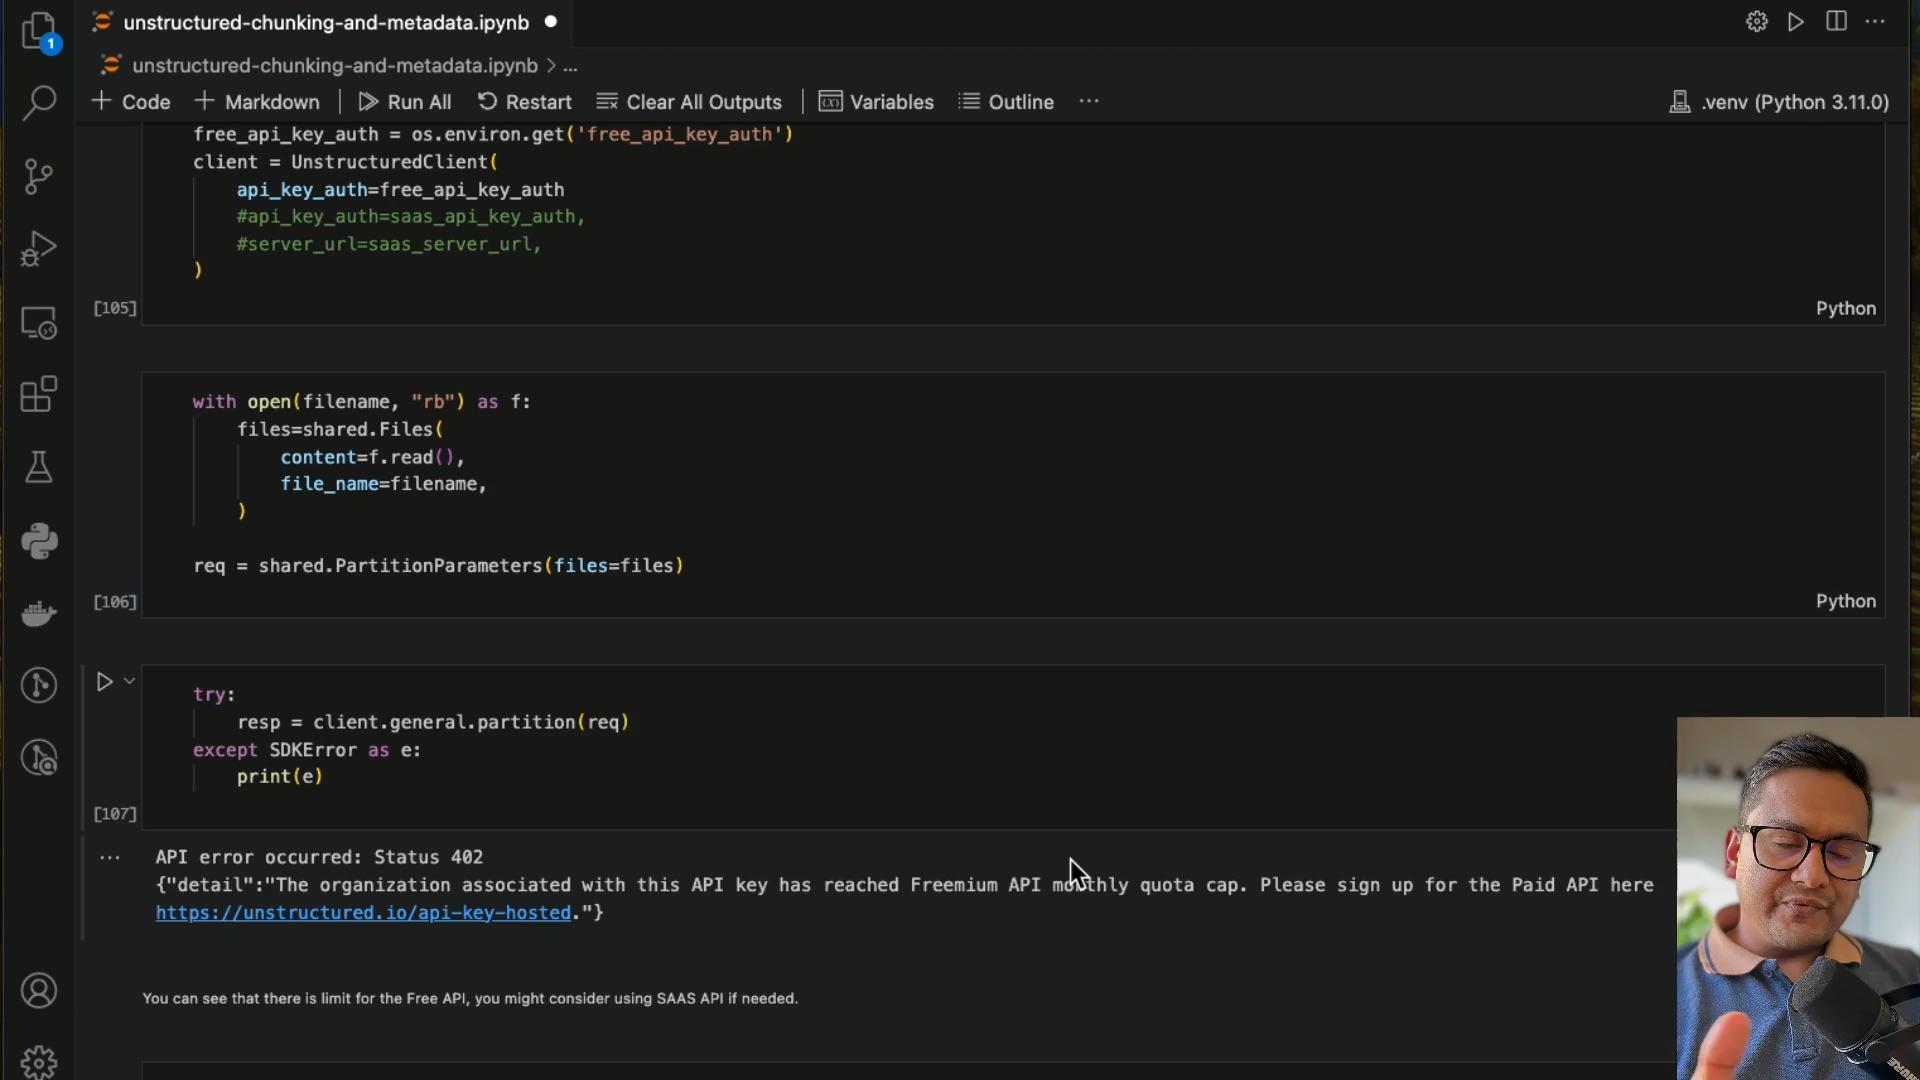 unstructured-chunking-and-metadata.ipynb
1
unstructured-chunking-and-metadata.ipynb > ...
Code Markdown Run All Restart Clear All Outputs Variables Outline ... .venv (Python 3.11.0)
free_api_key_auth = os.environ.get('free_api_key_auth')
client = UnstructuredClient(
api_key_auth=free_api_key_auth
#api_key_auth=saas_api_key_auth,
#server_url=saas_server_url,
)
[105] Python
with open(filename, "rb") as f:
files=shared.Files(
content=f.read(),
file_name=filename,
)
req = shared.PartitionParameters(files=files)
[106] Python
try:
resp = client.general.partition(req)
except SDKError as e:
print(e)
[107]
API error occurred: Status 402
{"detail":"The organization associated with this API key has reached Freemium API monthly quota cap. Please sign up for the Paid API here
https://unstructured.io/api-key-hosted."}
You can see that there is limit for the Free API, you might consider using SAAS API if needed.